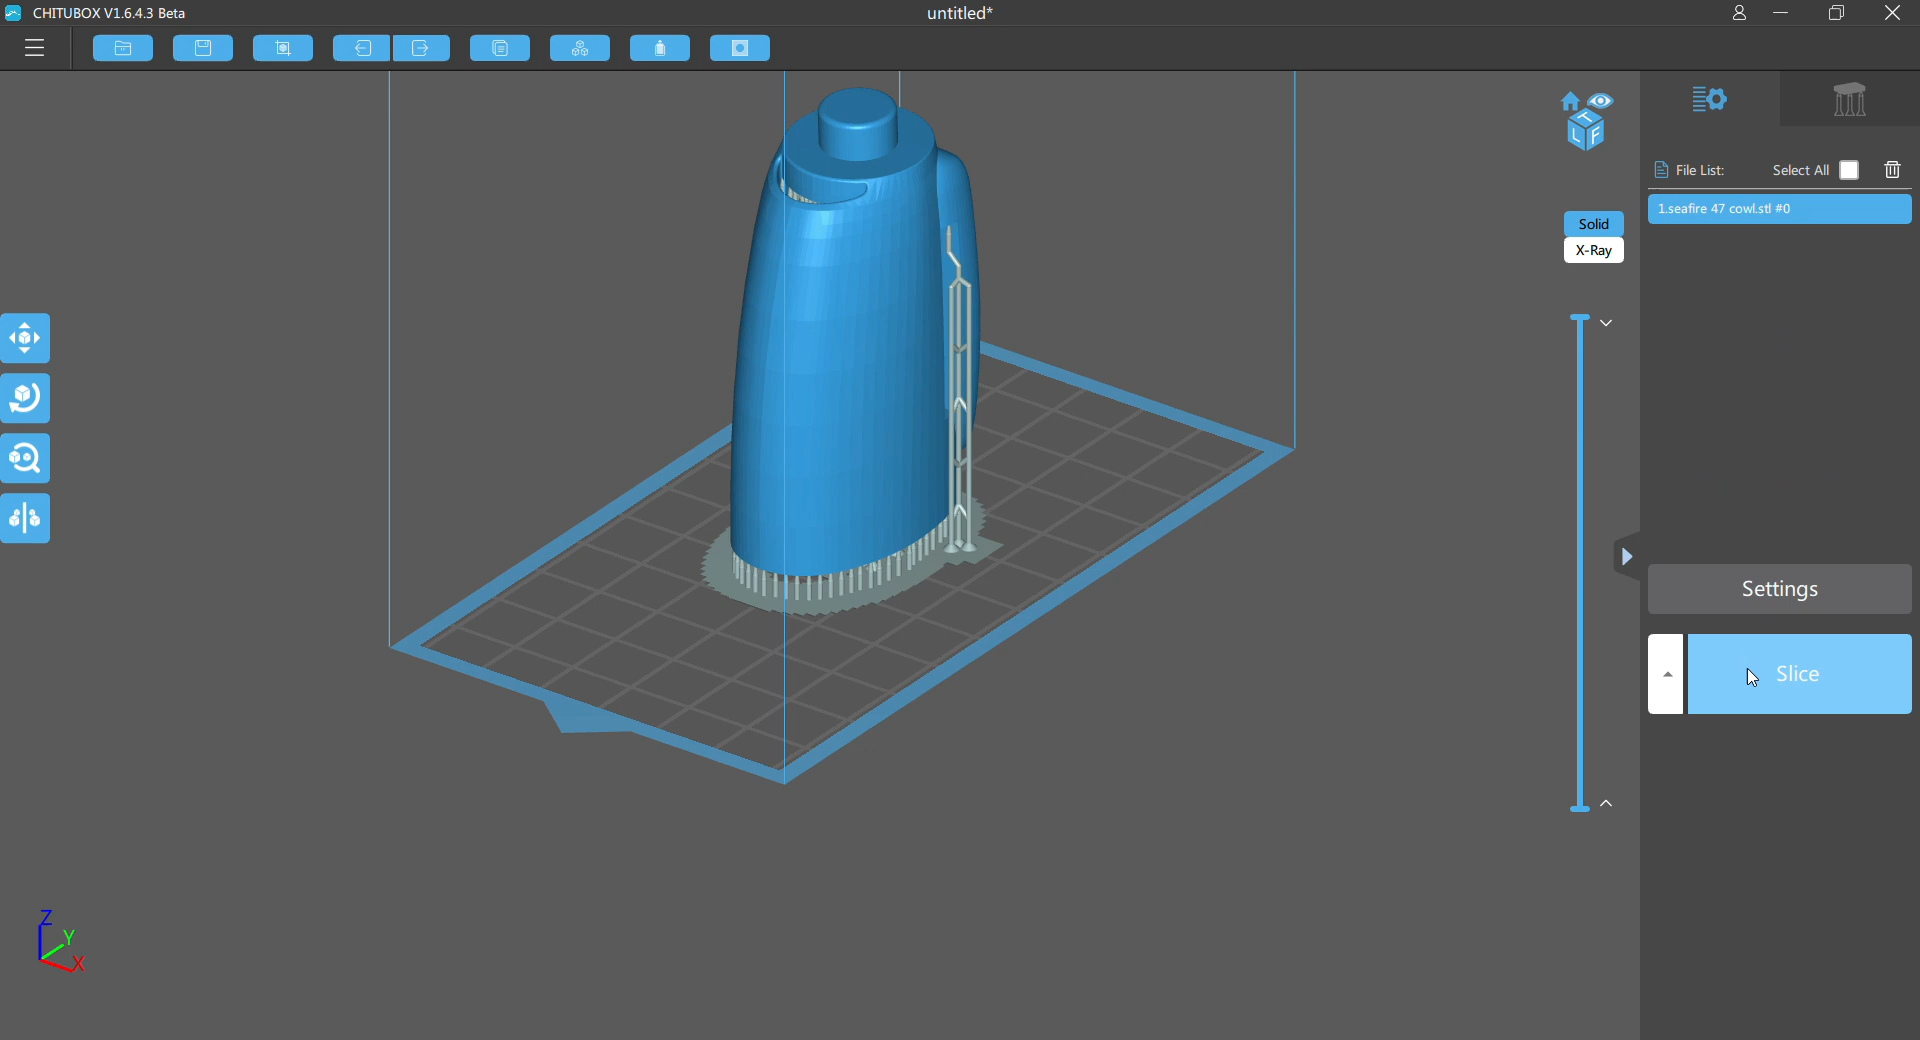 CHITUBOX V1.6.4.3 Beta
untitled*
T
L F
File List:
Select All
1.seafire 47 cowl.stl #0
Solid
X-Ray
Settings
Slice
Z
Y
X